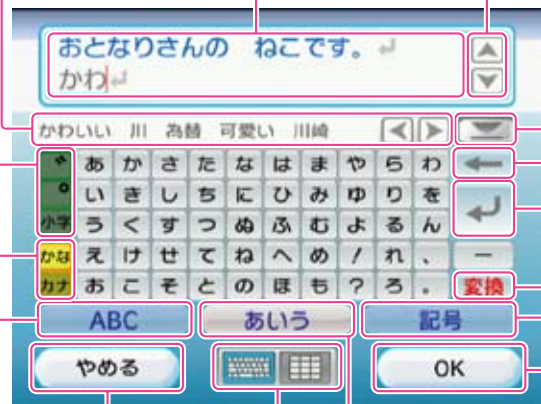 おとなりさんの　ねこです。
かわ
かわいい 川 為替 可愛い 川崎
゛ あ か さ た な は ま や ら わ
゜ い き し ち に ひ み ゆ り を
小字 う く す つ ぬ ふ む よ る ん
かな え け せ て ね へ め ! れ 、 ー
カナ お こ そ と の ほ も ? ろ 。 変換
ABC あいう 記号
やめる OK